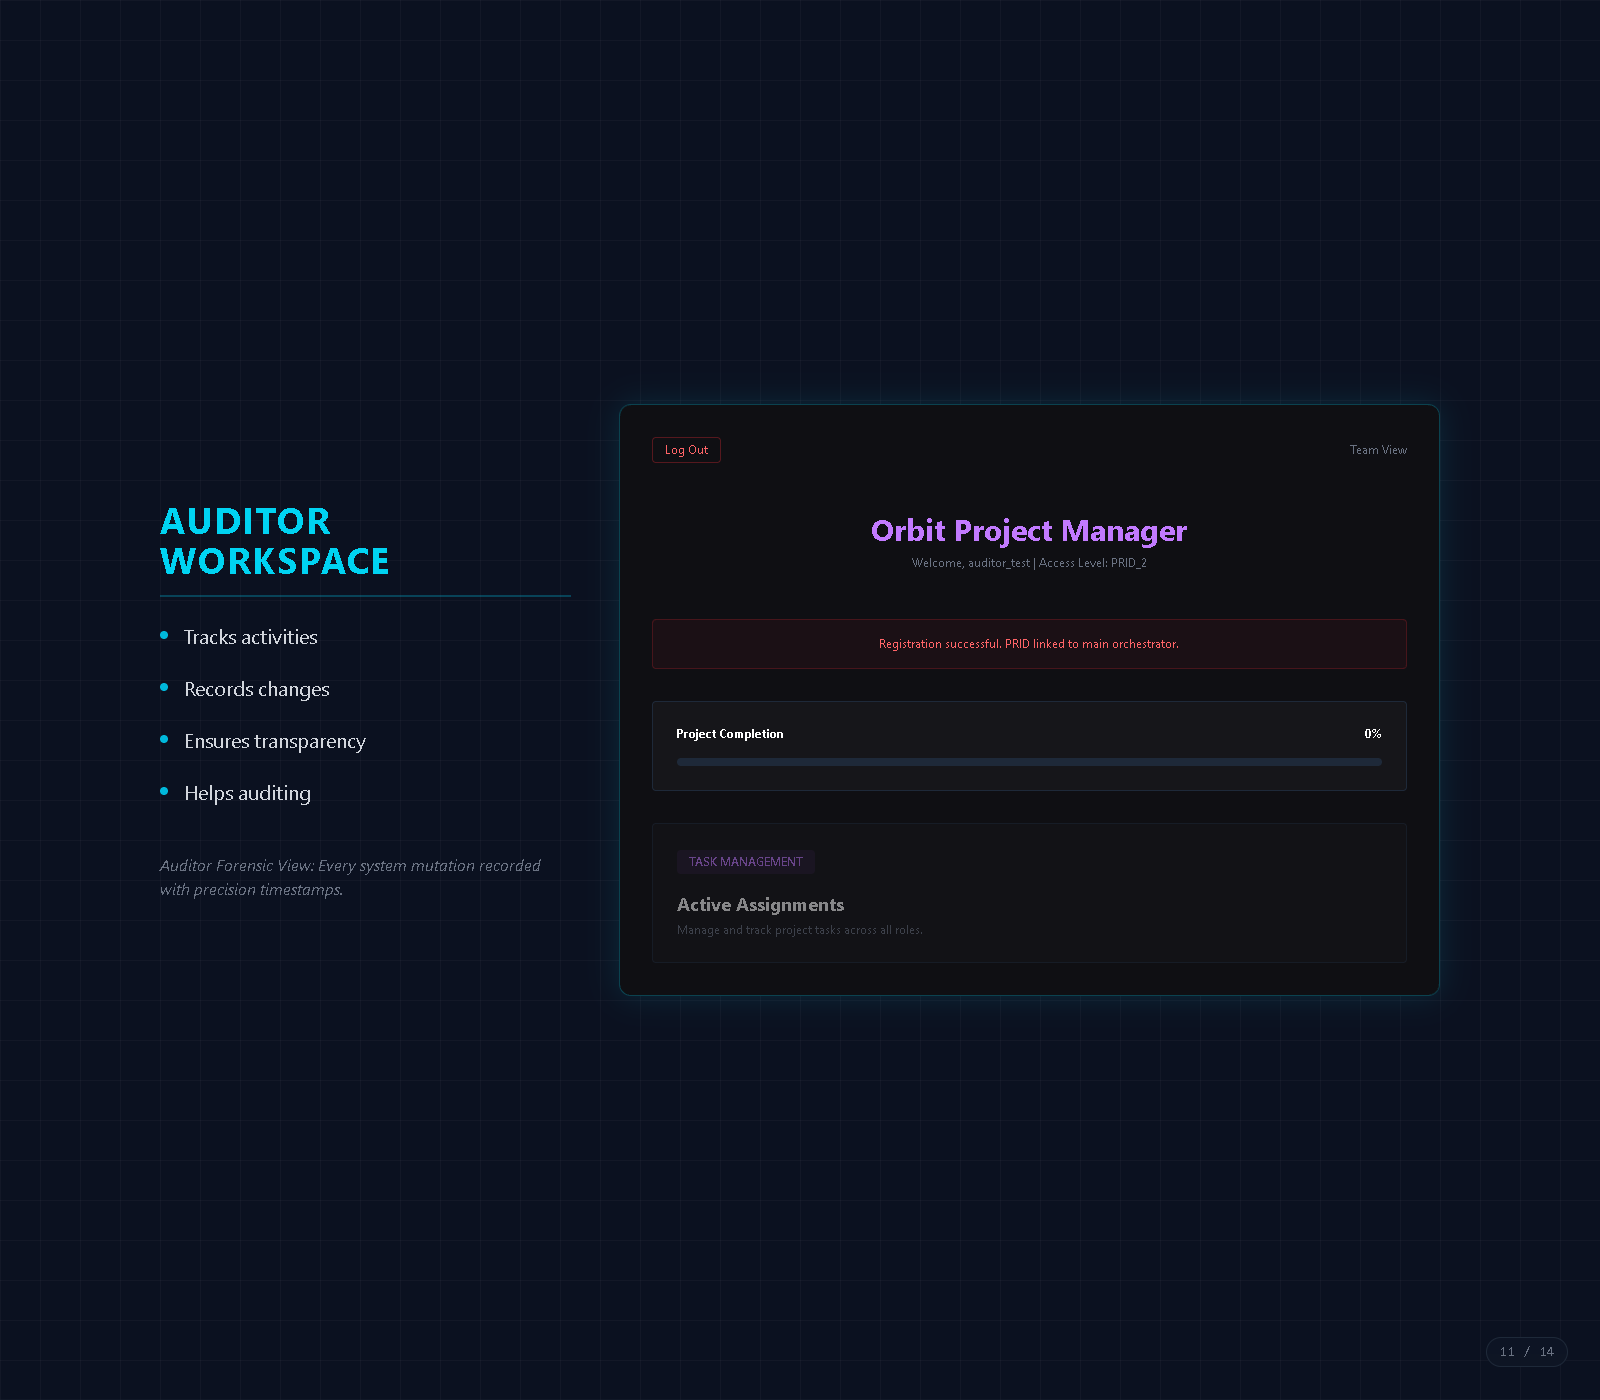 AUDITOR
WORKSPACE
Tracks activities
Records changes
Ensures transparency
Helps auditing
Auditor Forensic View: Every system mutation recorded
with precision timestamps.
Log Out
Team View
Orbit Project Manager
Welcome, auditor_test | Access Level: PRID_2
Registration successful. PRID linked to main orchestrator.
Project Completion
0%
TASK MANAGEMENT
Active Assignments
Manage and track project tasks across all roles.
11 / 14